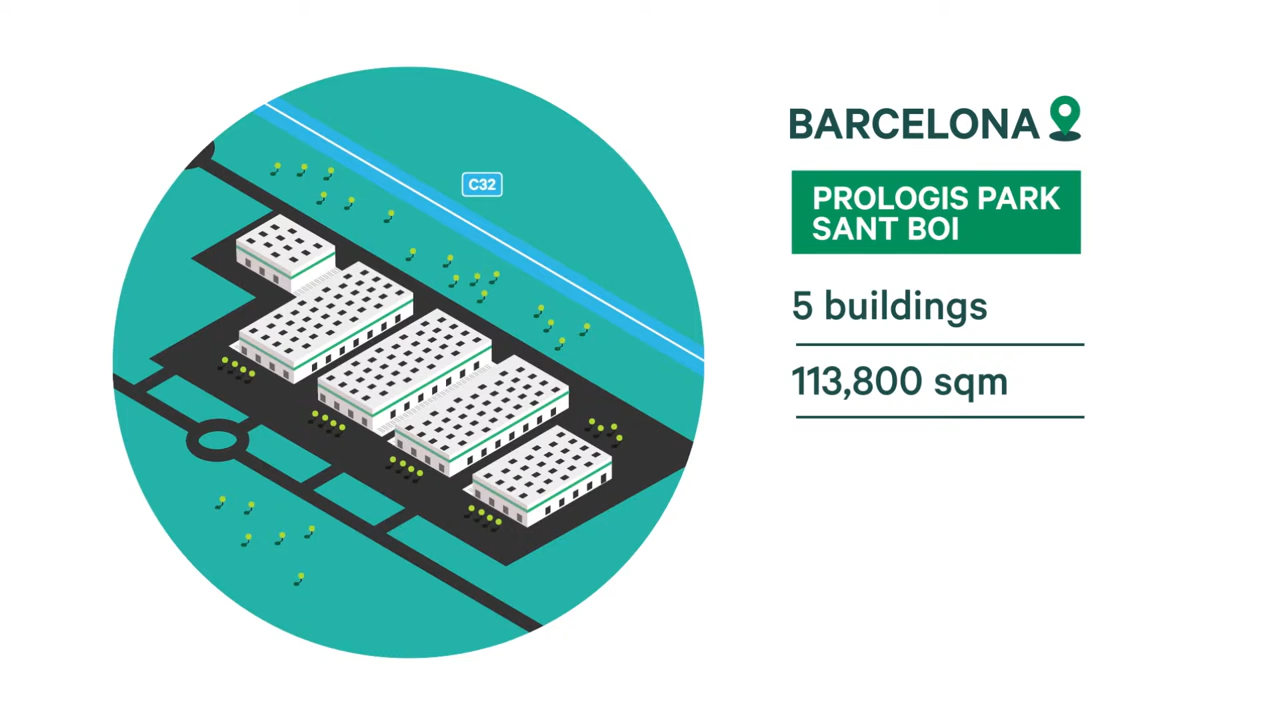 C32
BARCELONA
PROLOGIS PARK
SANT BOI
5 buildings
113,800 sqm